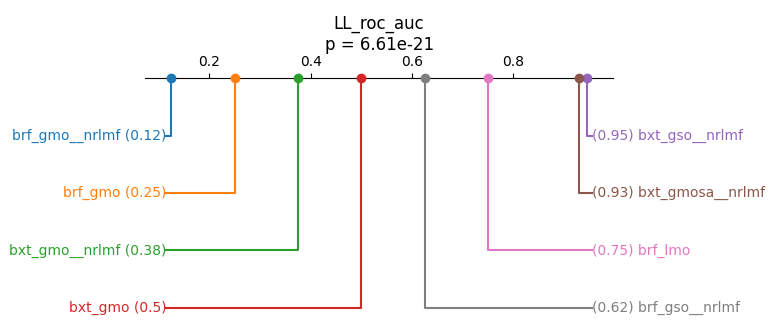 LL_roc_auc
p = 6.61e-21
0.2 0.4 0.6 0.8
brf_gmo__nrlmf (0.12) (0.95) bxt_gso__nrlmf
brf_gmo (0.25) (0.93) bxt_gmosa__nrlmf
bxt_gmo__nrlmf (0.38) (0.75) brf_lmo
bxt_gmo (0.5) (0.62) brf_gso__nrlmf